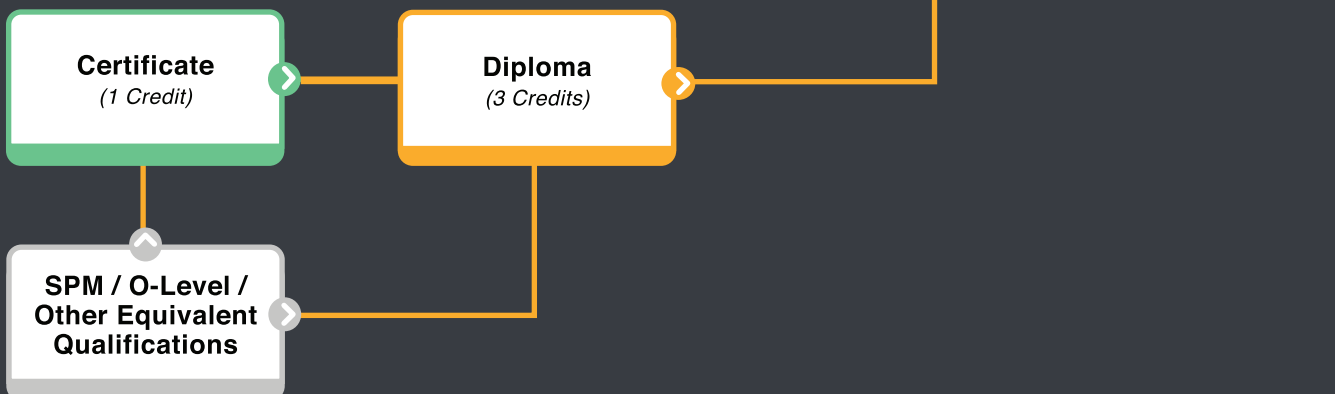 Certificate
(1 Credit)
Diploma
(3 Credits)
SPM / O-Level /
Other Equivalent
Qualifications